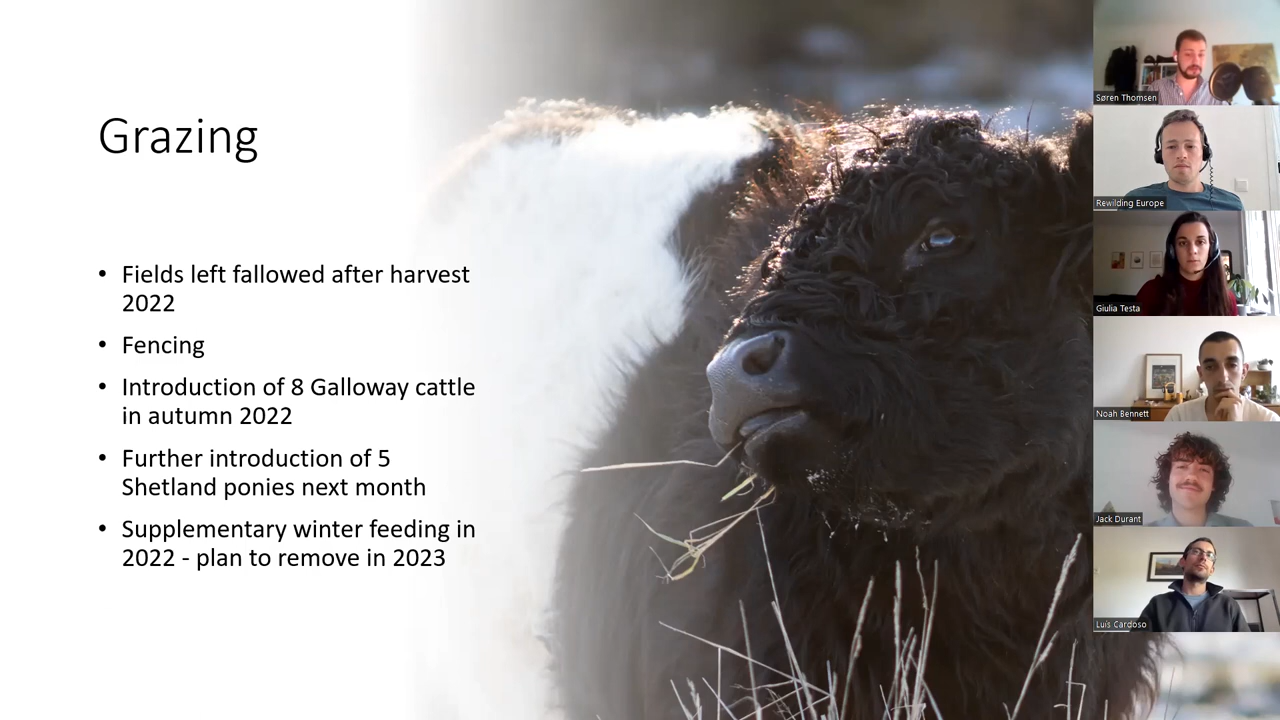 Grazing
• Fields left fallowed after harvest
2022
• Fencing
• Introduction of 8 Galloway cattle
in autumn 2022
• Further introduction of 5
Shetland ponies next month
• Supplementary winter feeding in
2022 - plan to remove in 2023
Søren Thomsen
Rewilding Europe
Giulia Testa
Noah Bennett
Jack Durant
Luís Cardoso